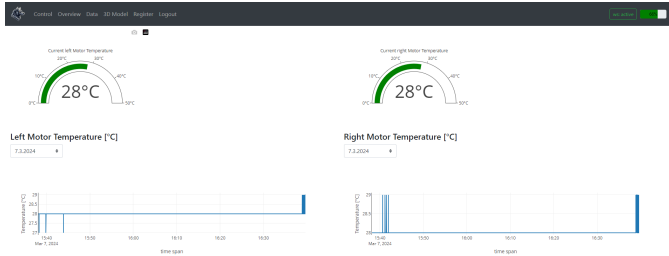 Control Overview Data 3D Model Register Logout
ws-active
Current left Motor Temperature
0°C 10°C 20°C 30°C 40°C 50°C
28°C
Current right Motor Temperature
0°C 10°C 20°C 30°C 40°C 50°C
28°C
Left Motor Temperature [°C]
7.3.2024
Right Motor Temperature [°C]
7.3.2024
Temperature [°C]
29
28.5
28
27.5
27
15:40 15:50 16:00 16:10 16:20 16:30
Mar 7, 2024
time span
Temperature [°C]
29
28.5
28
15:40 15:50 16:00 16:10 16:20 16:30
Mar 7, 2024
time span